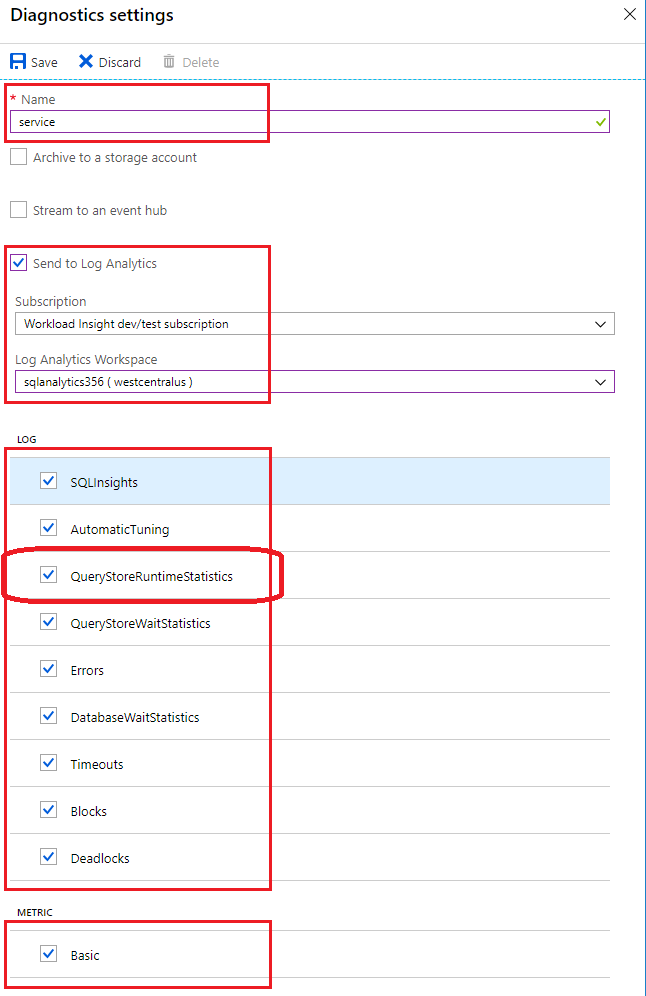 Diagnostics settings
Save Discard Delete
* Name
service
Archive to a storage account
Stream to an event hub
Send to Log Analytics
Subscription
Workload Insight dev/test subscription
Log Analytics Workspace
sqlanalytics356 ( westcentralus )
LOG
SQLInsights
AutomaticTuning
QueryStoreRuntimeStatistics
QueryStoreWaitStatistics
Errors
DatabaseWaitStatistics
Timeouts
Blocks
Deadlocks
METRIC
Basic